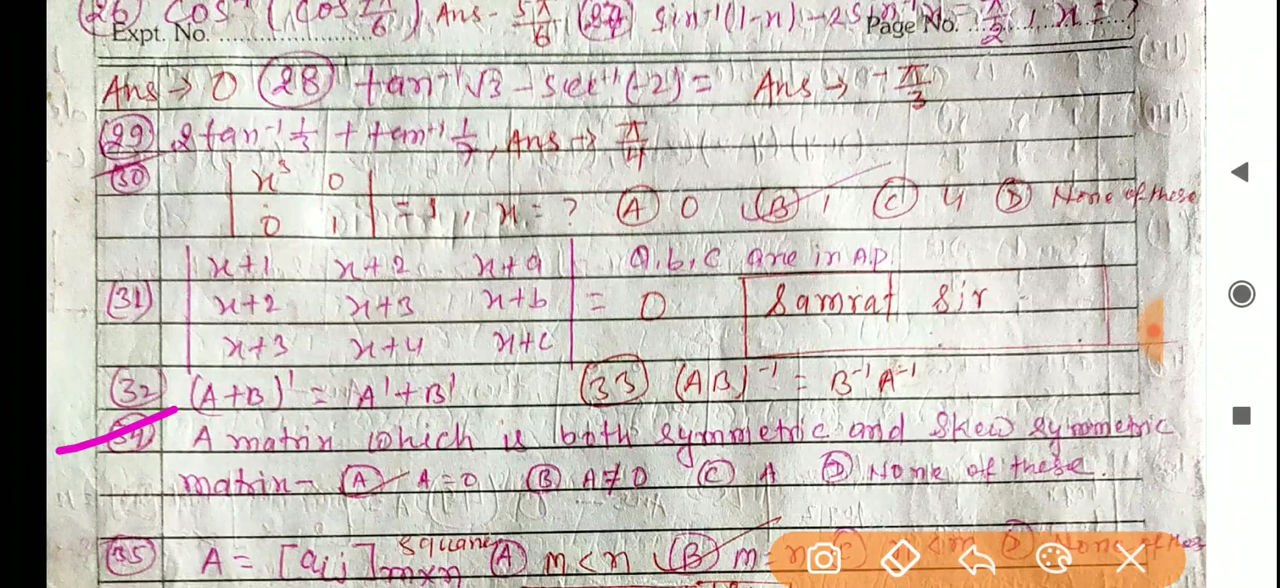 (26) cos⁻¹(cos 7π/6) Ans - 5π/6 (27) sin⁻¹(1-x) - 2sin⁻¹x = π/2, x = ?
Expt. No. Page No.
Ans → 0 (28) tan⁻¹√3 - sec⁻¹(-2) = Ans → -π/3
(29) 2tan⁻¹ 1/3 + tan⁻¹ 1/7, Ans → π/4
(30) | x³ 0 |
| 0 1 | = 1, x = ? (A) 0 (B) 1 (C) 4 (D) None of these
| x+1 x+2 x+a | a, b, c are in A.P.
(31) | x+2 x+3 x+b | = 0 Samrat Sir
| x+3 x+4 x+c |
(32) (A+B)' = A'+B' (33) (AB)⁻¹ = B⁻¹A⁻¹
(34) A matrix which is both symmetric and skew symmetric
matrix- (A) A=0 (B) A≠0 (C) A (D) None of these.
(35) A = [aij]m×n square (A) m<n (B) m=n